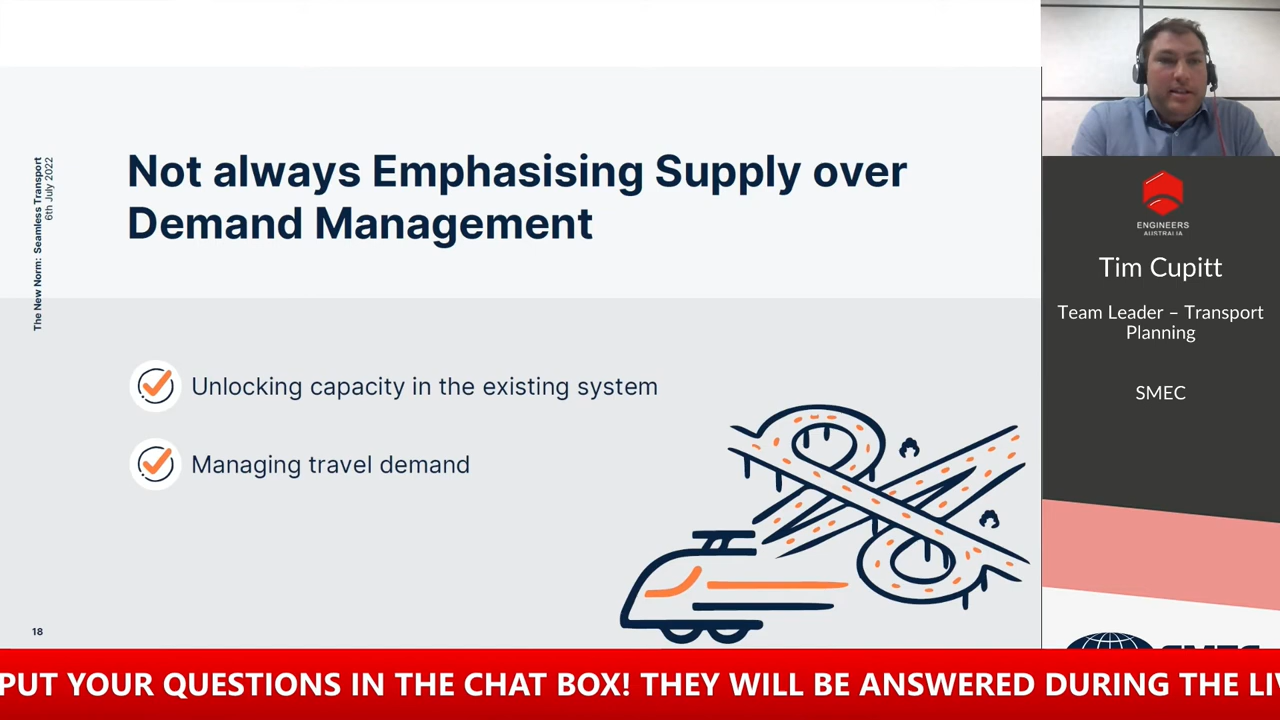 The New Norm: Seamless Transport
6th July 2022
Not always Emphasising Supply over
Demand Management
Unlocking capacity in the existing system
Managing travel demand
18
ENGINEERS
AUSTRALIA
Tim Cupitt
Team Leader – Transport
Planning
SMEC
SMEC
PUT YOUR QUESTIONS IN THE CHAT BOX! THEY WILL BE ANSWERED DURING THE LIV